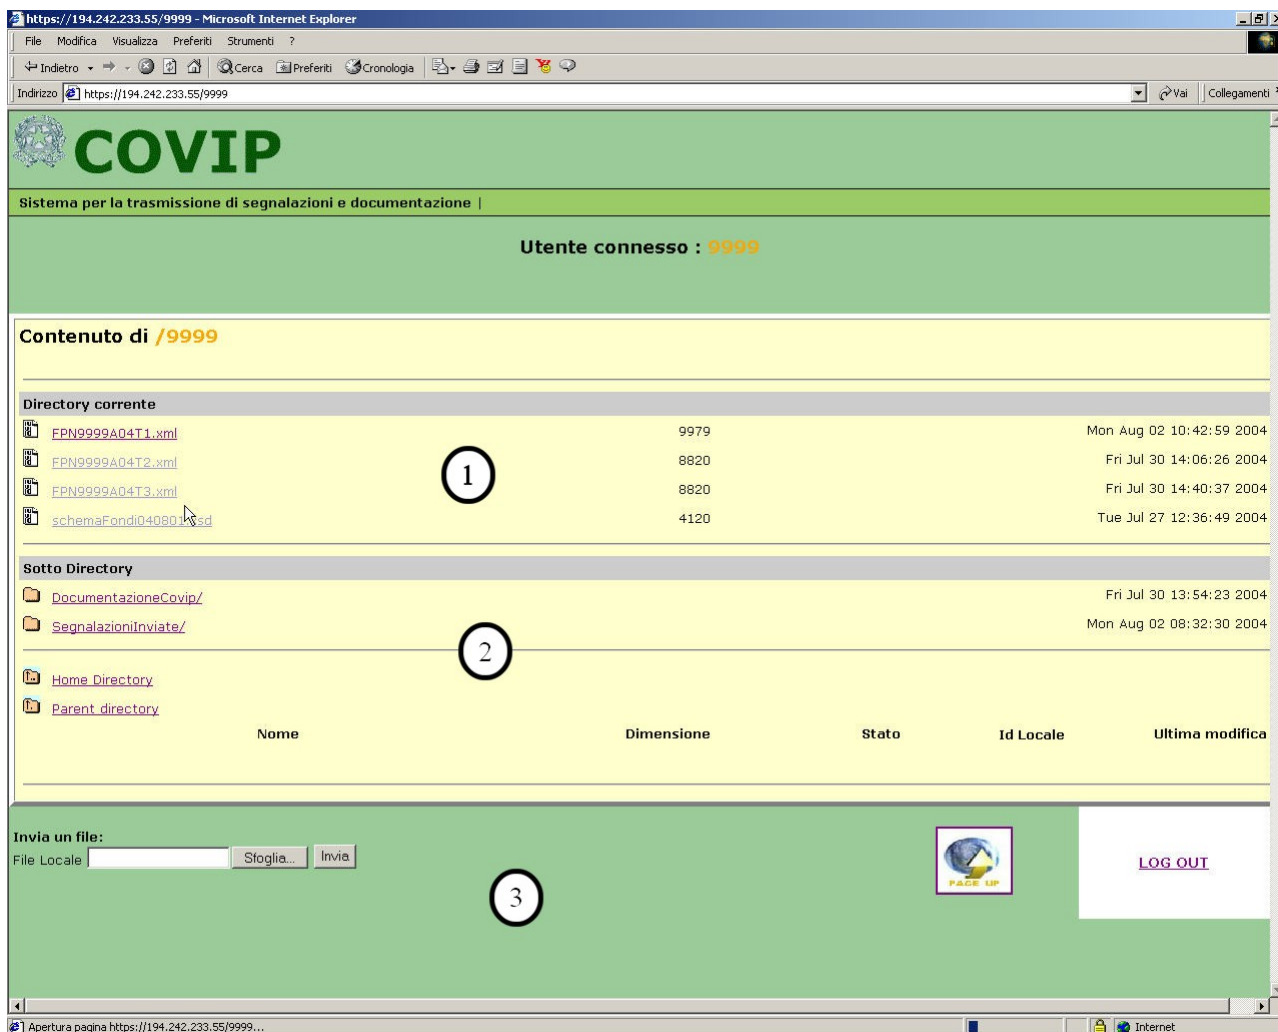 https://194.242.233.55/9999 - Microsoft Internet Explorer
File Modifica Visualizza Preferiti Strumenti ?
Indietro Cerca Preferiti Cronologia
Indirizzo https://194.242.233.55/9999 Vai Collegamenti
COVIP
Sistema per la trasmissione di segnalazioni e documentazione |
Utente connesso : 9999
Contenuto di /9999
Directory corrente
FPN9999A04T1.xml 9979 Mon Aug 02 10:42:59 2004
FPN9999A04T2.xml 8820 Fri Jul 30 14:06:26 2004
1
FPN9999A04T3.xml 8820 Fri Jul 30 14:40:37 2004
4120 Tue Jul 27 12:36:49 2004
Sotto Directory
DocumentazioneCovip/ Fri Jul 30 13:54:23 2004
SegnalazioniInviate/ Mon Aug 02 08:32:30 2004
2
Home Directory
Parent directory
Nome Dimensione Stato Id Locale Ultima modifica
Invia un file:
File Locale Sfoglia... Invia
PAGE UP
LOG OUT
3
Apertura pagina https://194.242.233.55/9999... Internet